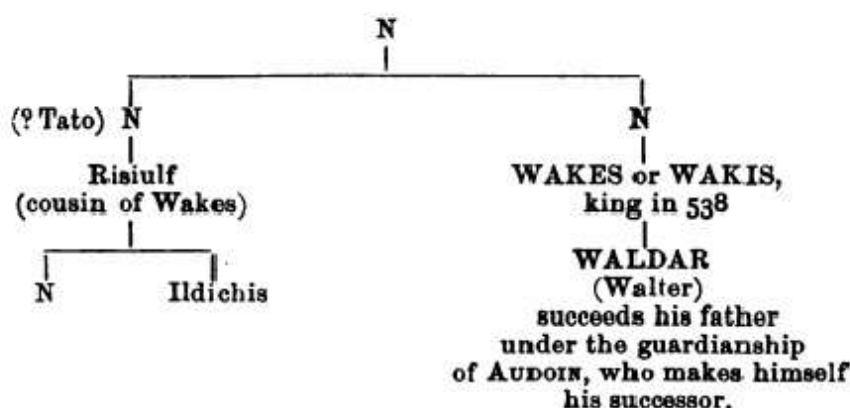 N
(? Tato) N
N
Risiulf
(cousin of Wakes)
WAKES or WAKIS,
king in 538
N
Ildichis
WALDAR
(Walter)
succeeds his father
under the guardianship
of AUDOIN, who makes himself
his successor.